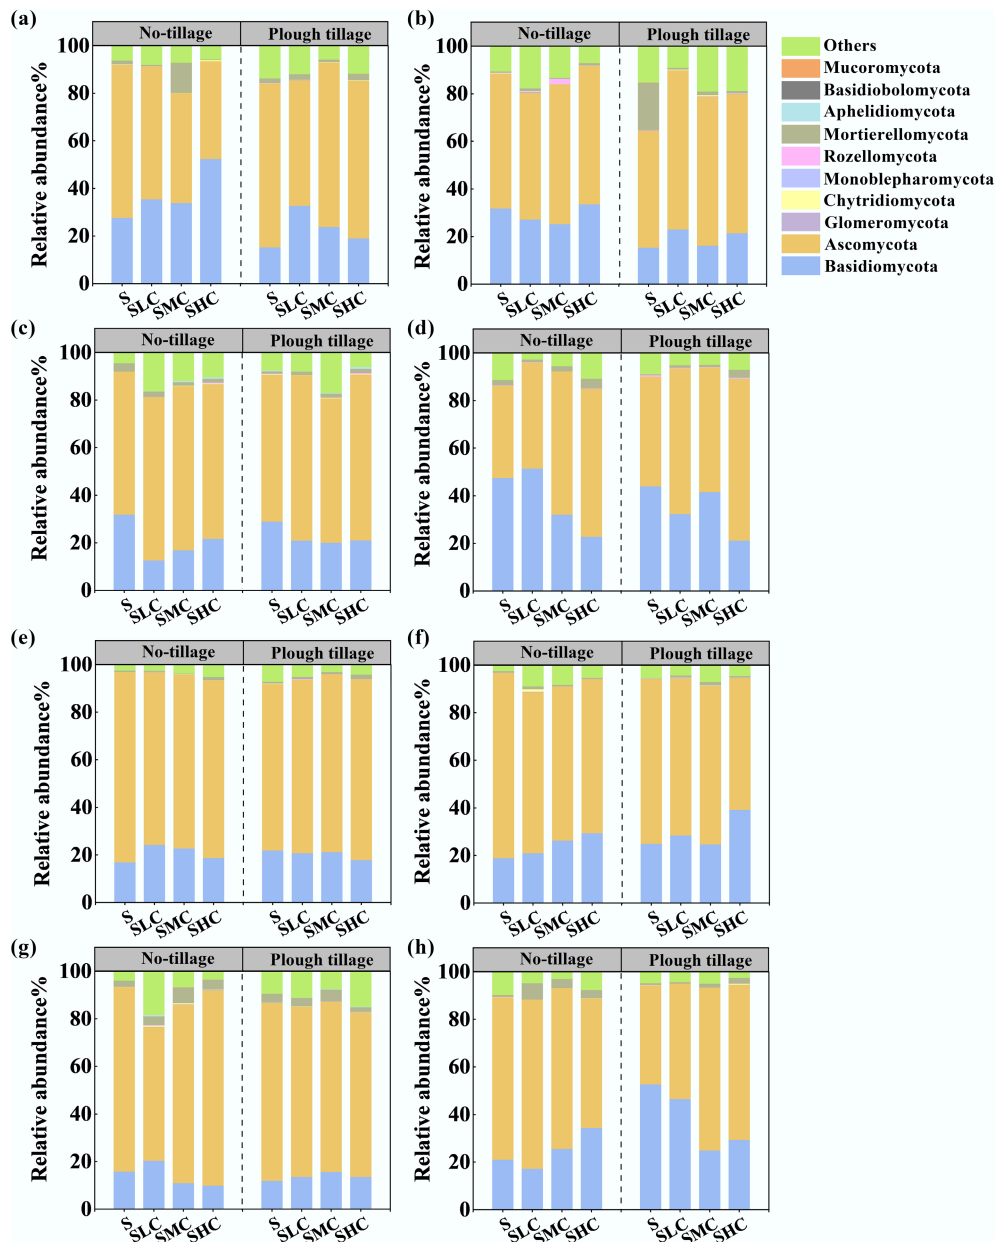 (a)
No-tillage
Plough tillage
Relative abundance%
100
80
60
40
20
0
S
SLC
SMC
SHC
S
SLC
SMC
SHC
(b)
No-tillage
Plough tillage
Relative abundance%
100
80
60
40
20
0
S
SLC
SMC
SHC
S
SLC
SMC
SHC
Others
Mucoromycota
Basidiobolomycota
Aphelidiomycota
Mortierellomycota
Rozellomycota
Monoblepharomycota
Chytridiomycota
Glomeromycota
Ascomycota
Basidiomycota
(c)
No-tillage
Plough tillage
Relative abundance%
100
80
60
40
20
0
S
SLC
SMC
SHC
S
SLC
SMC
SHC
(d)
No-tillage
Plough tillage
Relative abundance%
100
80
60
40
20
0
S
SLC
SMC
SHC
S
SLC
SMC
SHC
(e)
No-tillage
Plough tillage
Relative abundance%
100
80
60
40
20
0
S
SLC
SMC
SHC
S
SLC
SMC
SHC
(f)
No-tillage
Plough tillage
Relative abundance%
100
80
60
40
20
0
S
SLC
SMC
SHC
S
SLC
SMC
SHC
(g)
No-tillage
Plough tillage
Relative abundance%
100
80
60
40
20
0
S
SLC
SMC
SHC
S
SLC
SMC
SHC
(h)
No-tillage
Plough tillage
Relative abundance%
100
80
60
40
20
0
S
SLC
SMC
SHC
S
SLC
SMC
SHC